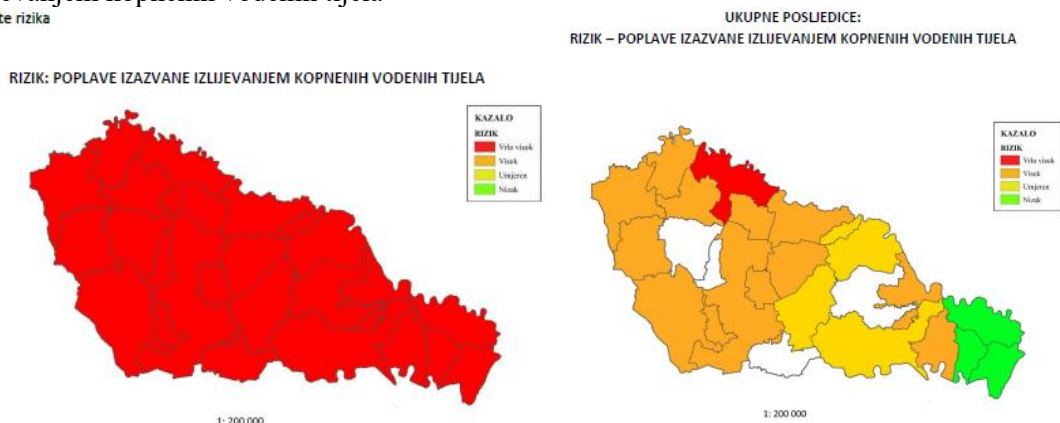 te rizika
RIZIK: POPLAVE IZAZVANE IZLIJEVANJEM KOPNENIH VODENIH TIJELA
KAZALO
RIZIK
Vrlo visok
Visok
Umjeren
Nizak
1: 200 000
UKUPNE POSLJEDICE:
RIZIK – POPLAVE IZAZVANE IZLIJEVANJEM KOPNENIH VODENIH TIJELA
KAZALO
RIZIK
Vrlo visok
Visok
Umjeren
Nizak
1: 200 000